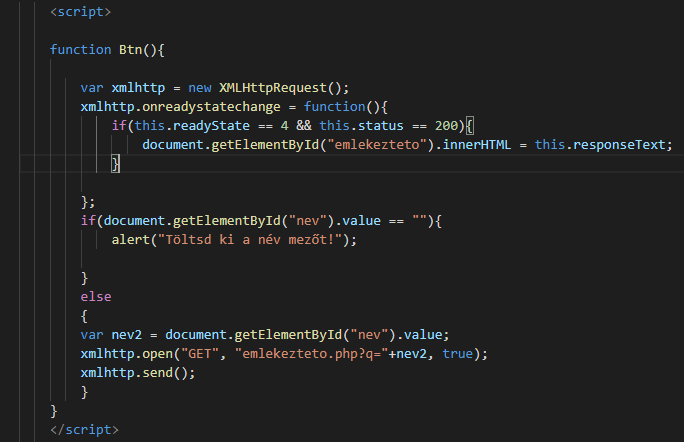 <script>
function Btn(){
var xmlhttp = new XMLHttpRequest();
xmlhttp.onreadystatechange = function(){
if(this.readyState == 4 && this.status == 200){
document.getElementById("emlekezteto").innerHTML = this.responseText;
}
};
if(document.getElementById("nev").value == ""){
alert("Töltsd ki a név mezőt!");
}
else
{
var nev2 = document.getElementById("nev").value;
xmlhttp.open("GET", "emlekezteto.php?q="+nev2, true);
xmlhttp.send();
}
}
</script>